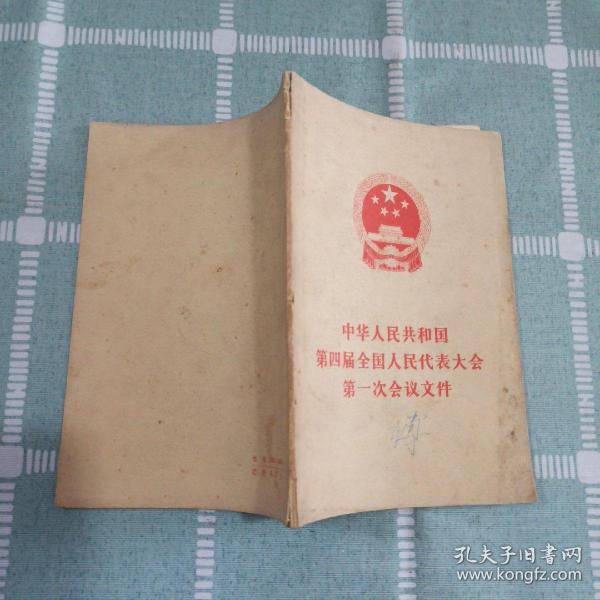 中华人民共和国
第四届全国人民代表大会
第一次会议文件
孔夫子旧书网
www.kongfz.com